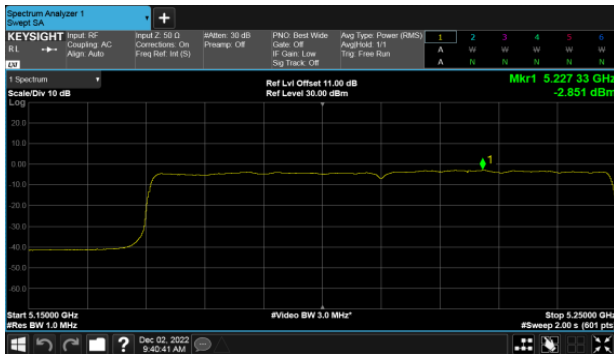 Spectrum Analyzer 1
Swept SA
KEYSIGHT
RL
Input: RF
Coupling: AC
Align: Auto
Input Z: 50 Ω
Corrections: On
Freq Ref: Int (S)
#Atten: 30 dB
Preamp: Off
PNO: Best Wide
Gate: Off
IF Gain: Low
Sig Track: Off
Avg Type: Power (RMS)
Avg|Hold: 1/1
Trig: Free Run
1 2 3 4 5 6
A W W W W W
A N N N N N
LXI
1 Spectrum
Scale/Div 10 dB
Ref Lvl Offset 11.00 dB
Ref Level 30.00 dBm
Mkr1 5.227 33 GHz
-2.851 dBm
Log
20.0
10.0
0.00
-10.0
-20.0
-30.0
-40.0
-50.0
-60.0
1
Start 5.15000 GHz
#Res BW 1.0 MHz
#Video BW 3.0 MHz*
Stop 5.25000 GHz
#Sweep 2.00 s (601 pts)
Dec 02, 2022
9:40:41 AM